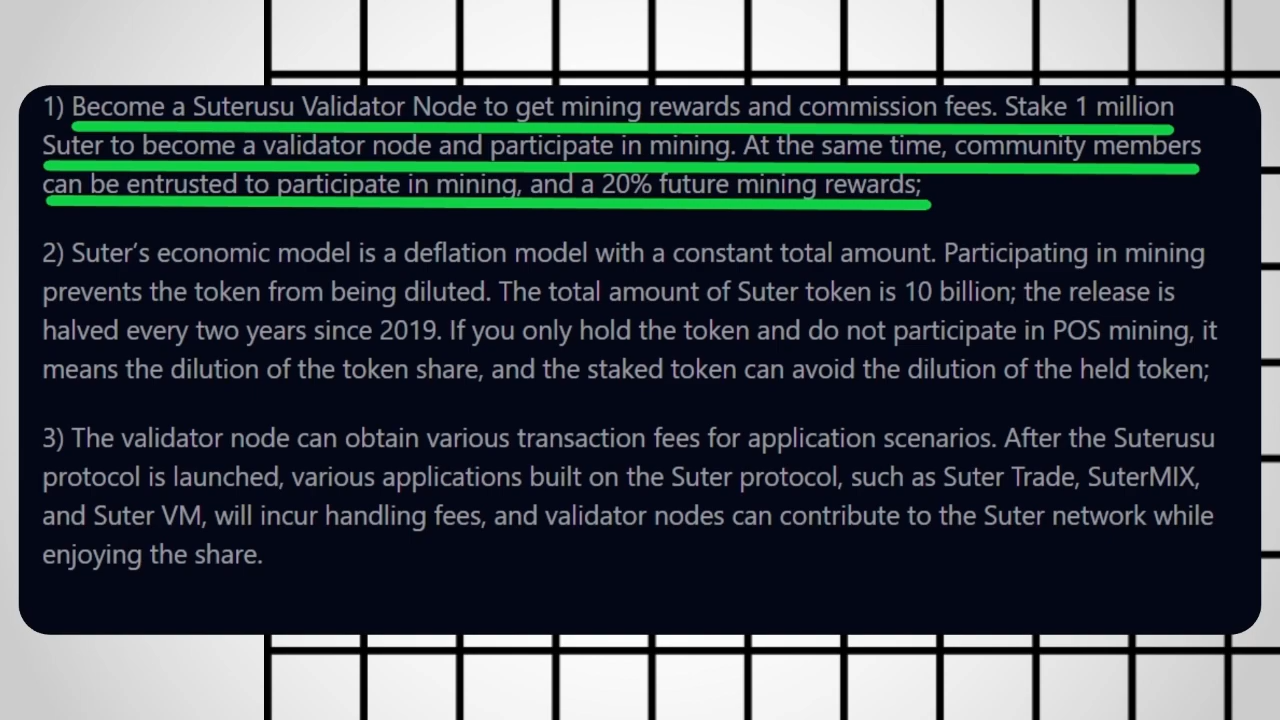 1) Become a Suterusu Validator Node to get mining rewards and commission fees. Stake 1 million
Suter to become a validator node and participate in mining. At the same time, community members
can be entrusted to participate in mining, and a 20% future mining rewards;
2) Suter’s economic model is a deflation model with a constant total amount. Participating in mining
prevents the token from being diluted. The total amount of Suter token is 10 billion; the release is
halved every two years since 2019. If you only hold the token and do not participate in POS mining, it
means the dilution of the token share, and the staked token can avoid the dilution of the held token;
3) The validator node can obtain various transaction fees for application scenarios. After the Suterusu
protocol is launched, various applications built on the Suter protocol, such as Suter Trade, SuterMIX,
and Suter VM, will incur handling fees, and validator nodes can contribute to the Suter network while
enjoying the share.